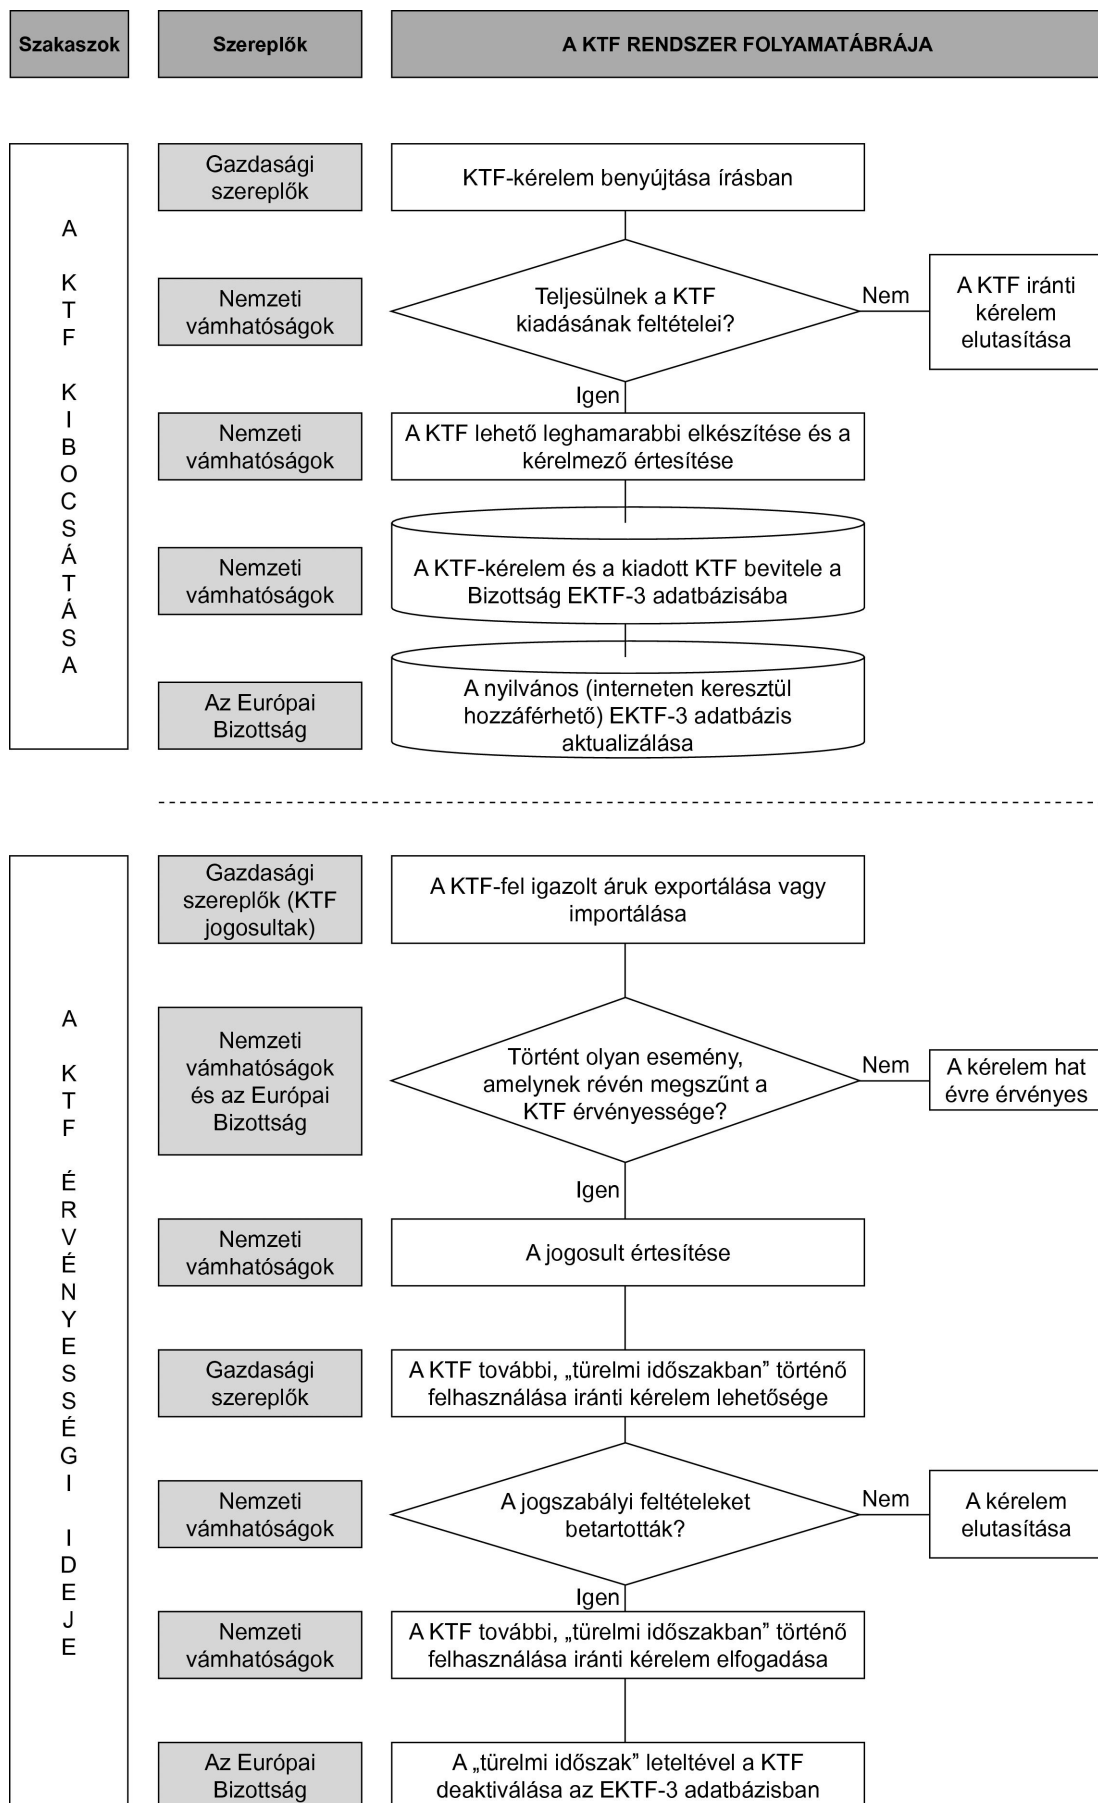 Szakaszok
Szereplők
A KTF RENDSZER FOLYAMATÁBRÁJA
A KTF KIBOCSÁTÁSA
Gazdasági
szereplők
KTF-kérelem benyújtása írásban
Nemzeti
vámhatóságok
Teljesülnek a KTF
kiadásának feltételei?
Nem
A KTF iránti
kérelem
elutasítása
Igen
Nemzeti
vámhatóságok
A KTF lehető leghamarabbi elkészítése és a
kérelmező értesítése
Nemzeti
vámhatóságok
A KTF-kérelem és a kiadott KTF bevitele a
Bizottság EKTF-3 adatbázisába
Az Európai
Bizottság
A nyilvános (interneten keresztül
hozzáférhető) EKTF-3 adatbázis
aktualizálása
A KTF ÉRVÉNYESSÉGI IDEJE
Gazdasági
szereplők (KTF
jogosultak)
A KTF-fel igazolt áruk exportálása vagy
importálása
Nemzeti
vámhatóságok
és az Európai
Bizottság
Történt olyan esemény,
amelynek révén megszűnt a
KTF érvényessége?
Nem
A kérelem hat
évre érvényes
Igen
Nemzeti
vámhatóságok
A jogosult értesítése
Gazdasági
szereplők
A KTF további, „türelmi időszakban” történő
felhasználása iránti kérelem lehetősége
Nemzeti
vámhatóságok
A jogszabályi feltételeket
betartották?
Nem
A kérelem
elutasítása
Igen
Nemzeti
vámhatóságok
A KTF további, „türelmi időszakban” történő
felhasználása iránti kérelem elfogadása
Az Európai
Bizottság
A „türelmi időszak” leteltével a KTF
deaktiválása az EKTF-3 adatbázisban